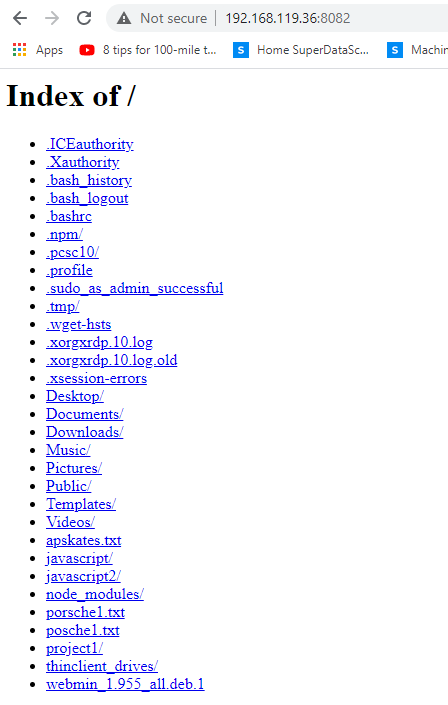 Not secure | 192.168.119.36:8082
Apps 8 tips for 100-mile t... S Home SuperDataSc... S Machin
Index of /
.ICEauthority
.Xauthority
.bash_history
.bash_logout
.bashrc
.npm/
.pcsc10/
.profile
.sudo_as_admin_successful
.tmp/
.wget-hsts
.xorgxrdp.10.log
.xorgxrdp.10.log.old
.xsession-errors
Desktop/
Documents/
Downloads/
Music/
Pictures/
Public/
Templates/
Videos/
apskates.txt
javascript/
javascript2/
node_modules/
porsche1.txt
posche1.txt
project1/
thinclient_drives/
webmin_1.955_all.deb.1